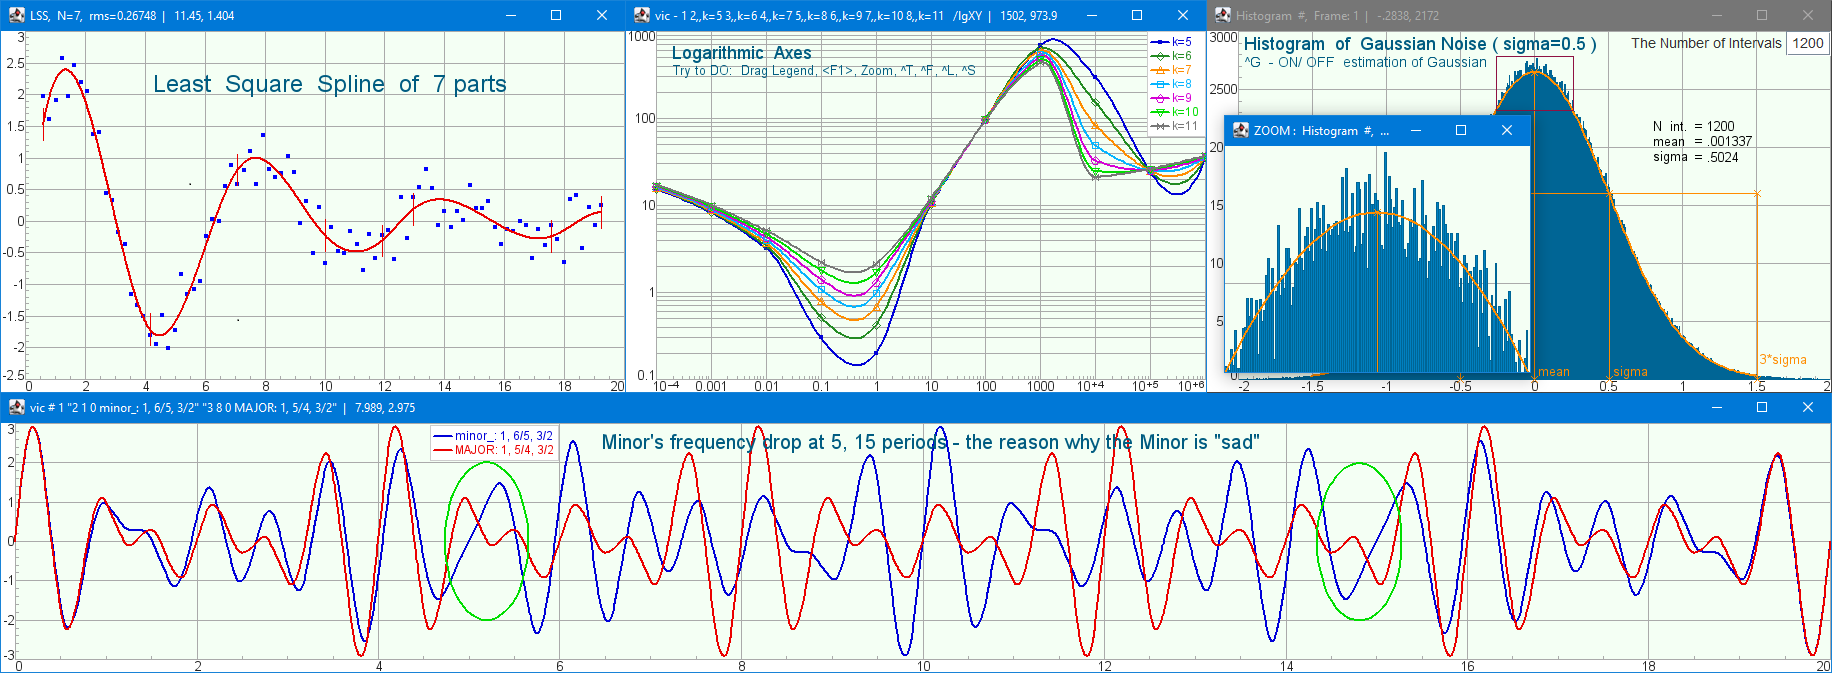 LSS, N=7, rms=0.26748 | 11.45, 1.404
Least Square Spline of 7 parts
3
2.5
2
1.5
1
0.5
0
-0.5
-1
-1.5
-2
-2.5
0 2 4 6 8 10 12 14 16 18 20
vic - 1 2,,k=5 3,,k=6 4,,k=7 5,,k=8 6,,k=9 7,,k=10 8,,k=11 /lgXY | 1502, 973.9
Logarithmic Axes
Try to DO: Drag Legend, <F1>, Zoom, ^T, ^F, ^L, ^S
k=5
k=6
k=7
k=8
k=9
k=10
k=11
1000
100
10
1
0.1
10-4 0.001 0.01 0.1 1 10 100 1000 10+4 10+5 10+6
Histogram #, Frame: 1 | -.2838, 2172
Histogram of Gaussian Noise ( sigma=0.5 )
^G - ON/ OFF estimation of Gaussian
The Number of Intervals 1200
3000
2500
20
15
10
5
0
N int. = 1200
mean = .001337
sigma = .5024
ZOOM : Histogram #, ...
3*sigma
mean
sigma
-2 -1.5 -1 -0.5 0 0.5 1 1.5 2
vic # 1 "2 1 0 minor_: 1, 6/5, 3/2" "3 8 0 MAJOR: 1, 5/4, 3/2" | 7.989, 2.975
minor_: 1, 6/5, 3/2
MAJOR: 1, 5/4, 3/2
Minor's frequency drop at 5, 15 periods - the reason why the Minor is "sad"
3
2
1
0
-1
-2
-3
0 2 4 6 8 10 12 14 16 18 20